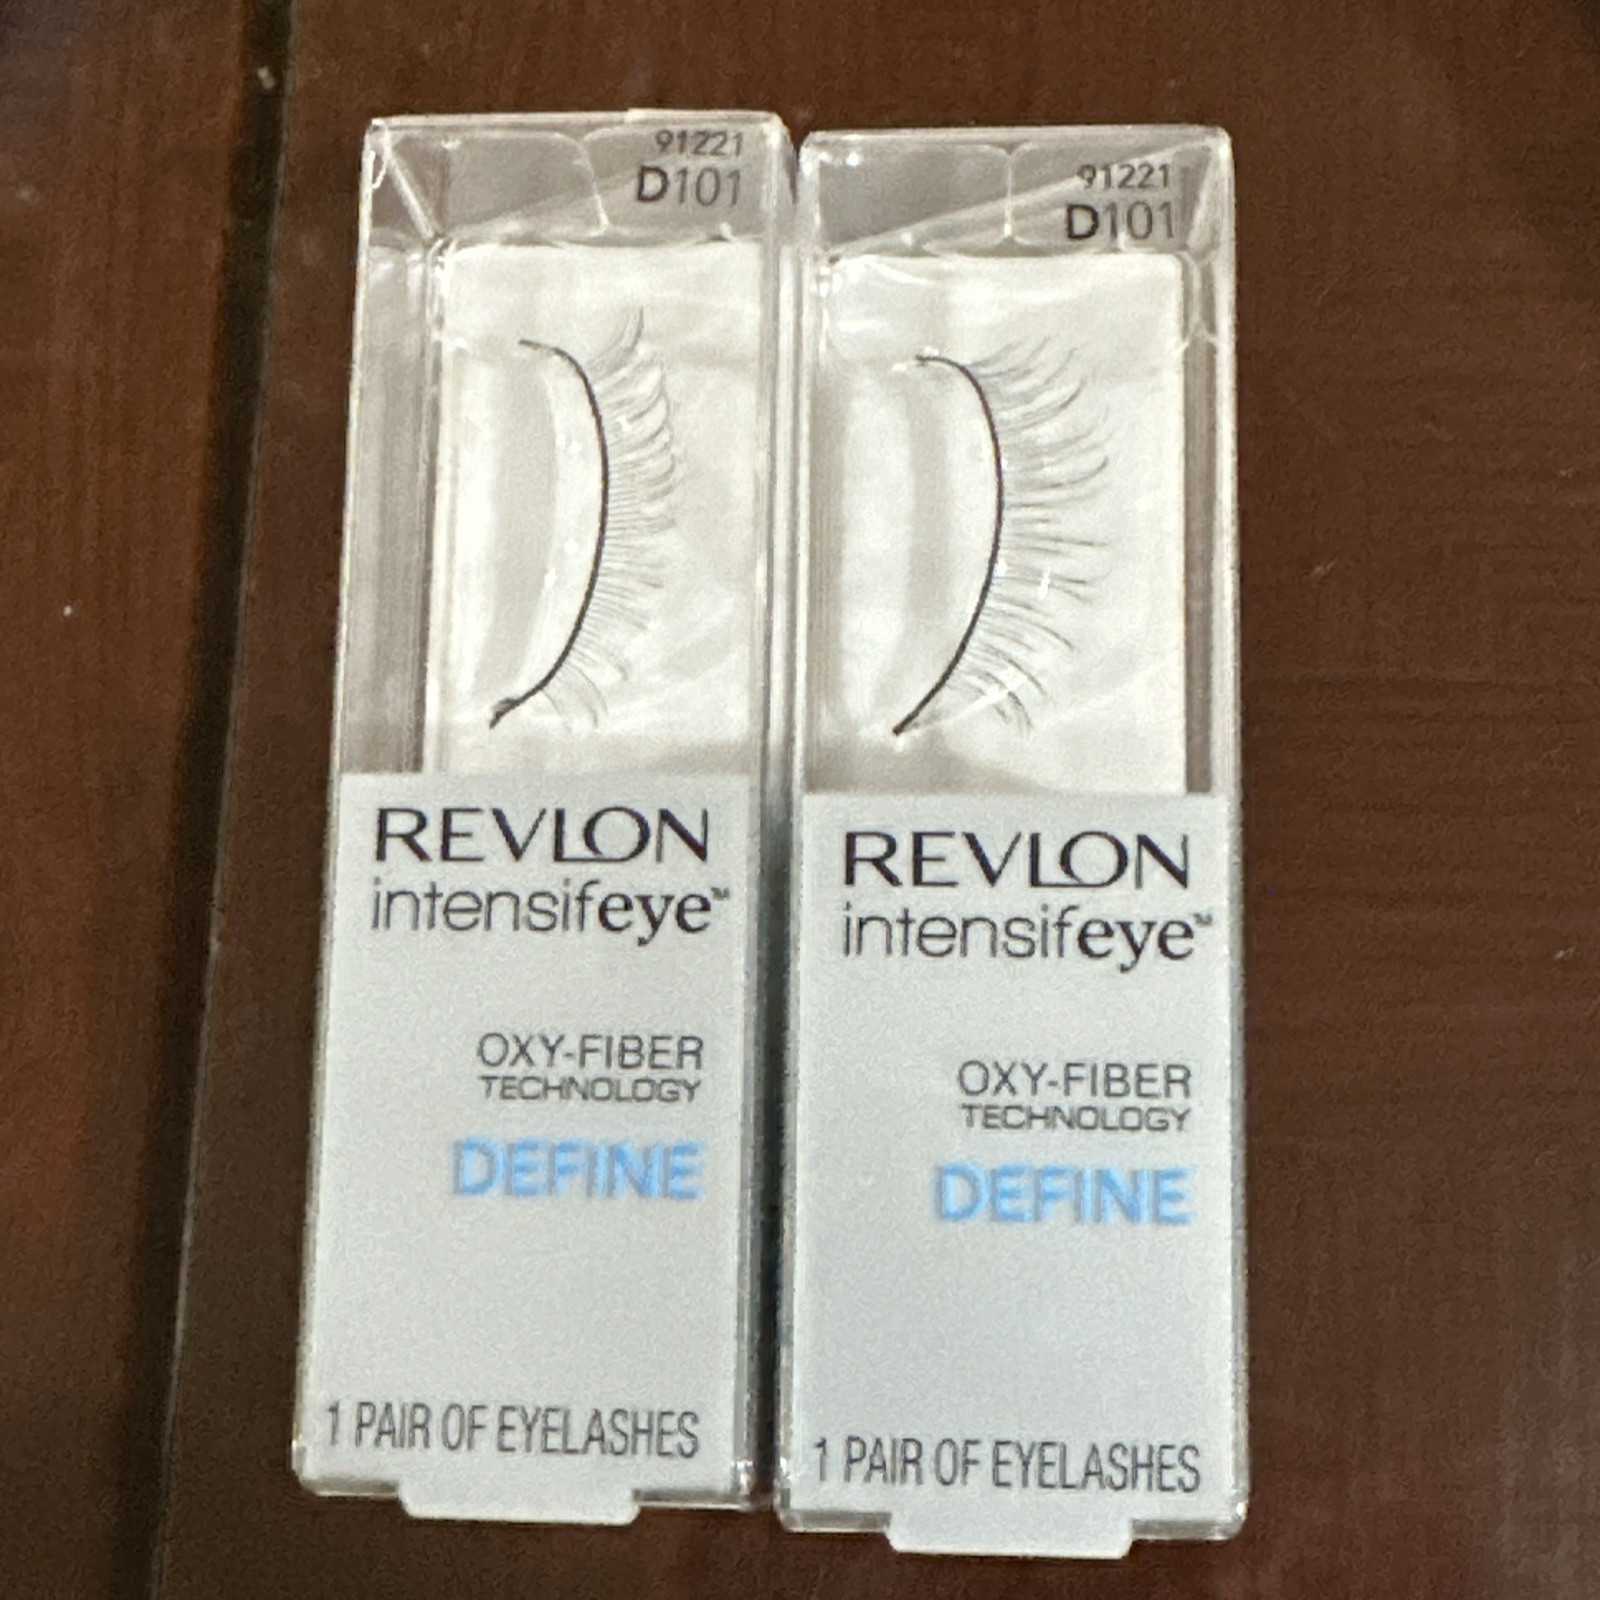 91221
D101
REVLON
intensifeye™
OXY-FIBER
TECHNOLOGY
DEFINE
1 PAIR OF EYELASHES
91221
D101
REVLON
intensifeye™
OXY-FIBER
TECHNOLOGY
DEFINE
1 PAIR OF EYELASHES